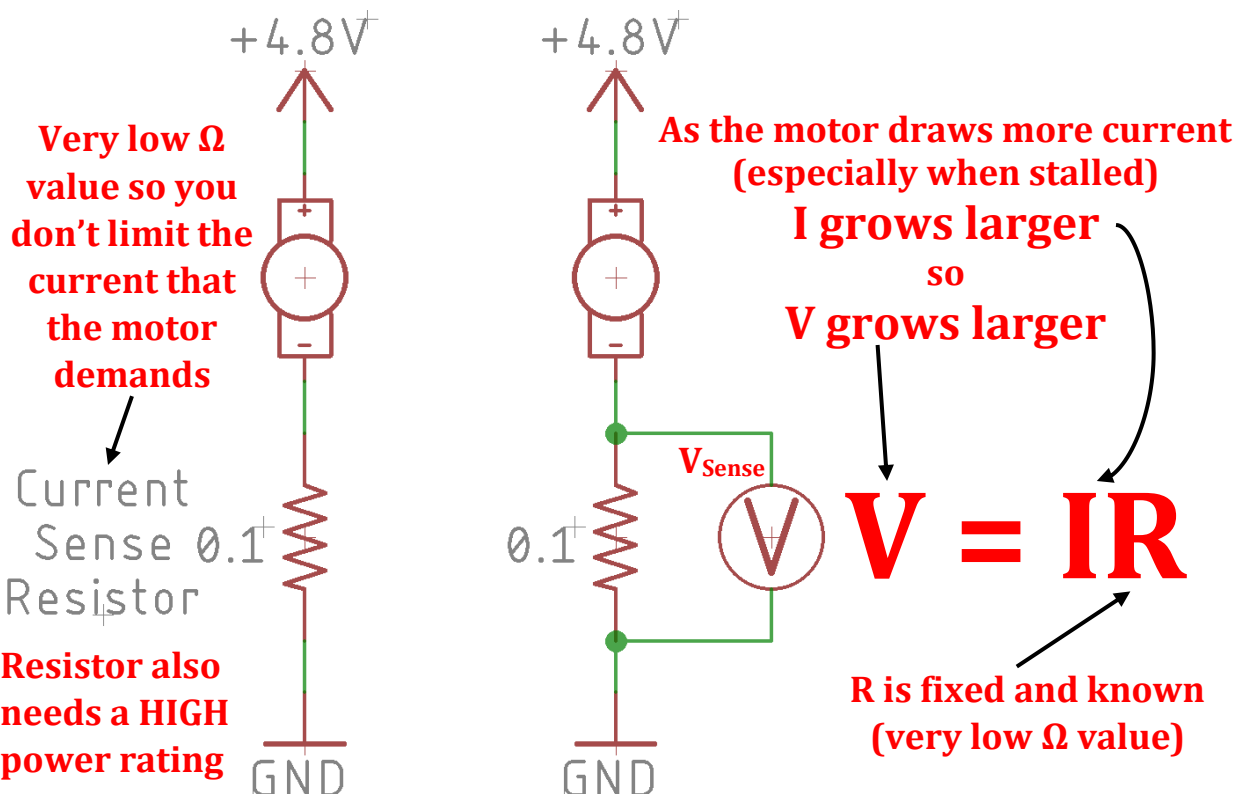 +4.8V
+4.8V
Very low Ω
value so you
don’t limit the
current that
the motor
demands
+
-
Current
Sense
Resistor
0.1
Resistor also
needs a HIGH
power rating
GND
+
-
V Sense
0.1
V
GND
As the motor draws more current
(especially when stalled)
I grows larger
so
V grows larger
V = IR
R is fixed and known
(very low Ω value)